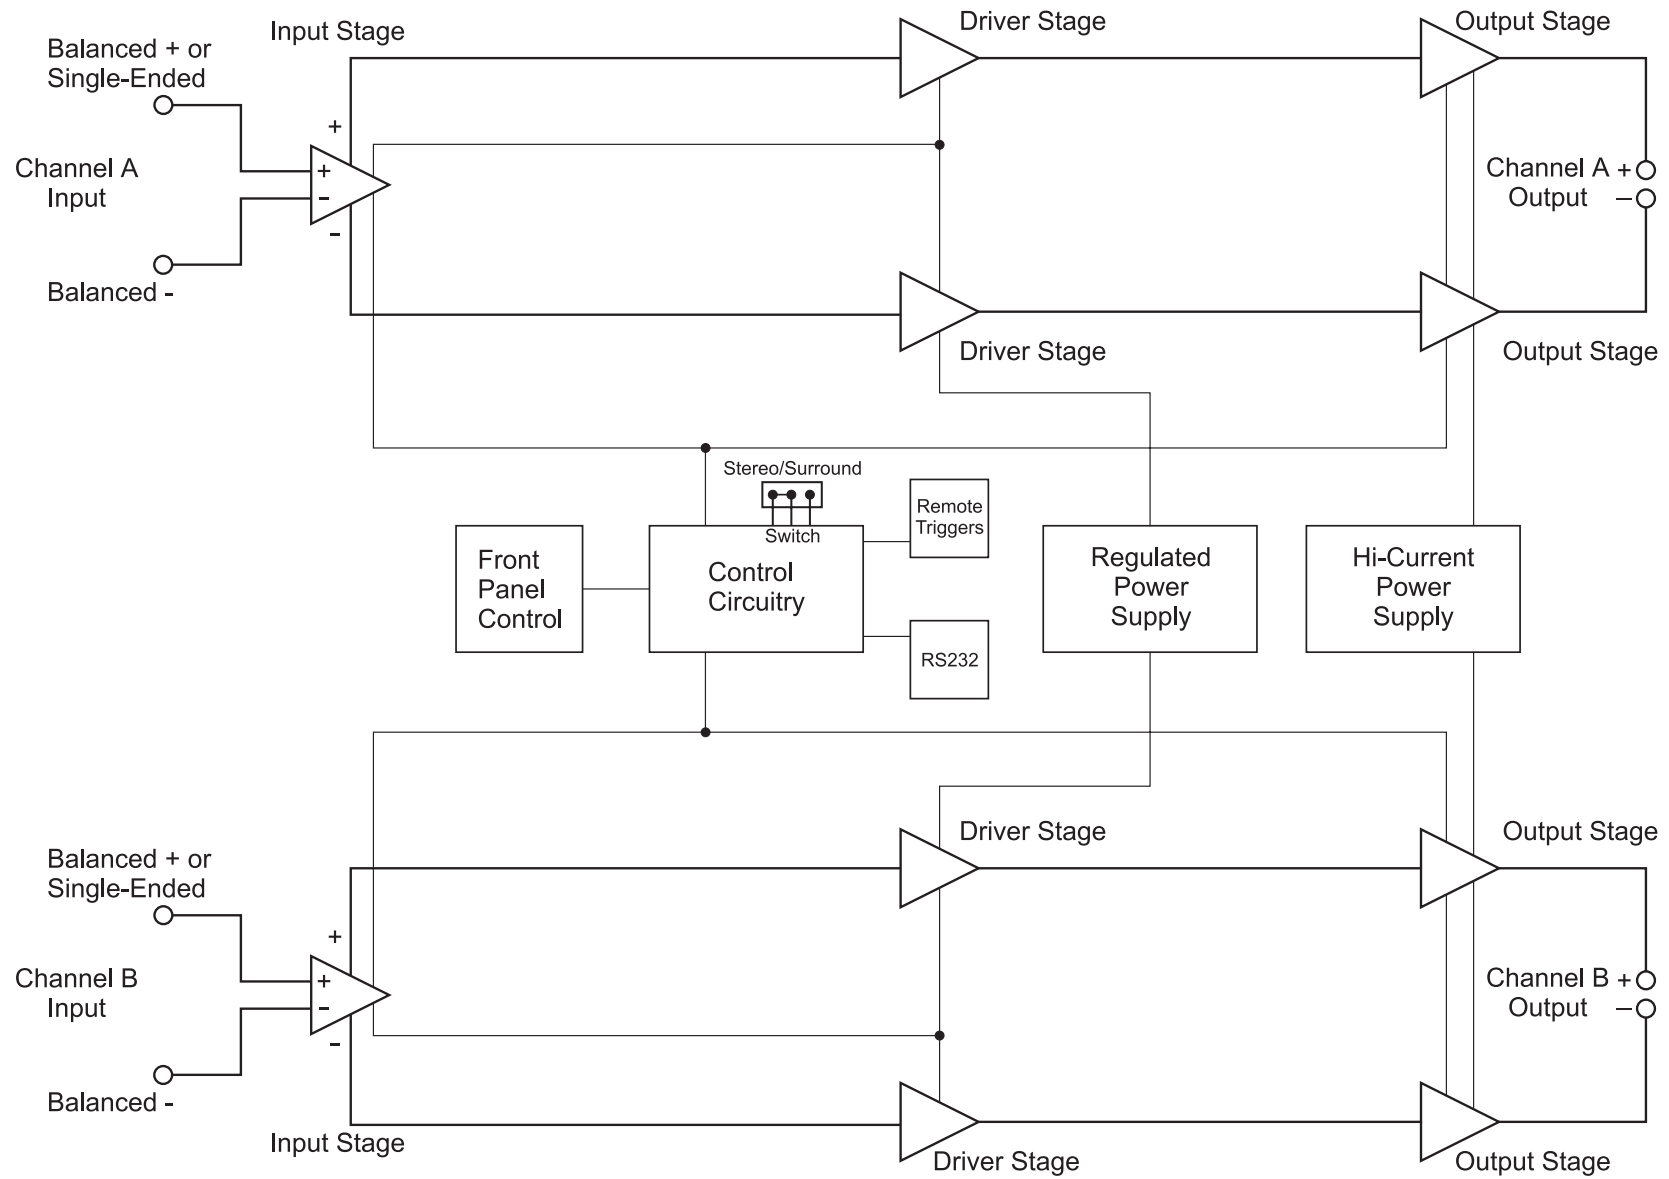 Input Stage
Driver Stage
Output Stage
Balanced + or
Single-Ended
+
Channel A
Input
+
-
-
Balanced -
Channel A +
Output –
Driver Stage
Output Stage
Stereo/Surround
Switch
Remote
Triggers
Front
Panel
Control
Control
Circuitry
RS232
Regulated
Power
Supply
Hi-Current
Power
Supply
Driver Stage
Output Stage
Balanced + or
Single-Ended
+
Channel B
Input
+
-
-
Balanced -
Channel B +
Output –
Input Stage
Driver Stage
Output Stage